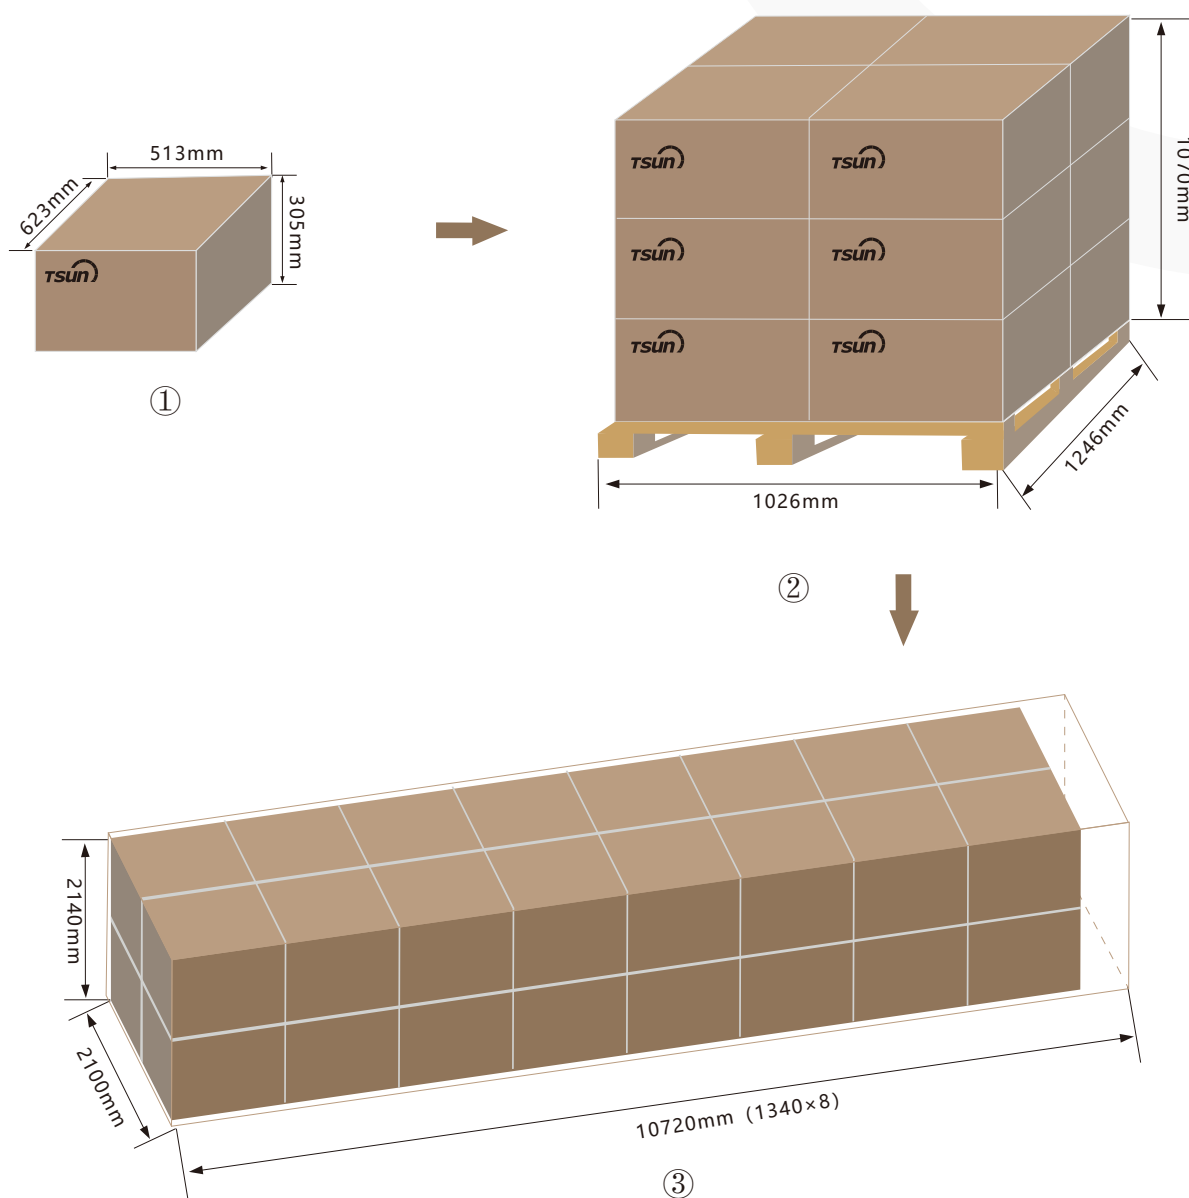 513mm
623mm
305mm
TSUN
①
TSUN TSUN
TSUN TSUN
TSUN TSUN
1070mm
1246mm
1026mm
②
2140mm
2100mm
10720mm (1340×8)
③